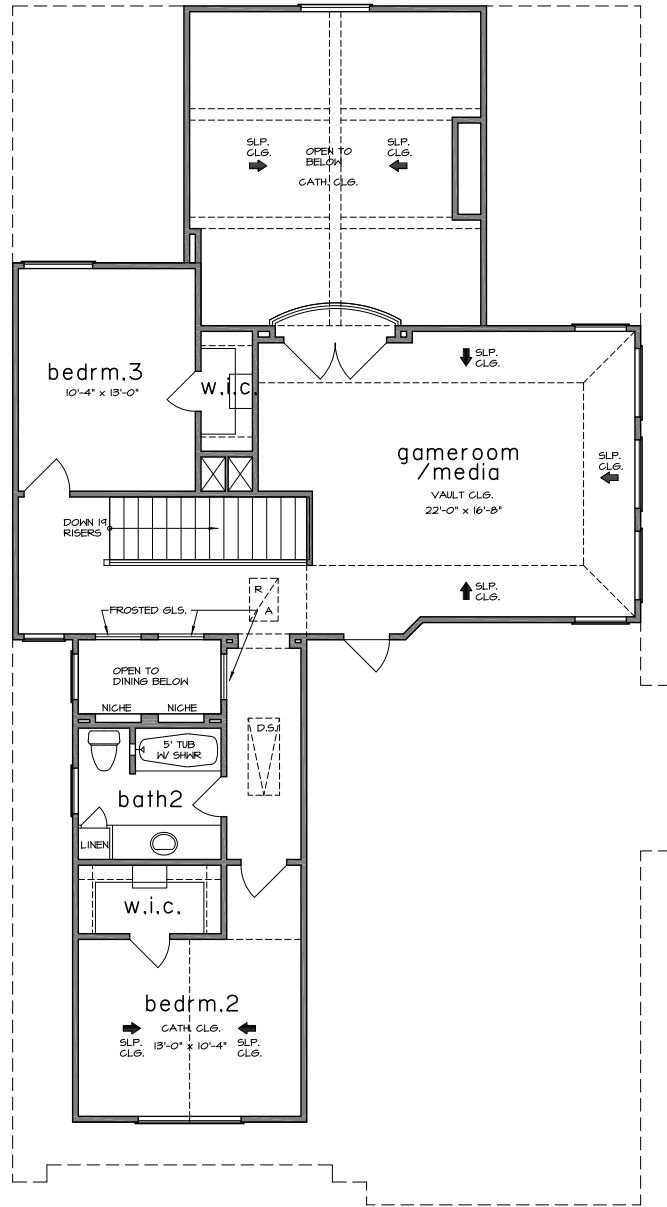 SLP.
CLG.
OPEN TO
BELOW
CATH. CLG.
SLP.
CLG.
bedrm.3
10'-4" x 13'-0"
w.i.c.
SLP.
CLG.
gameroom
/media
VAULT CLG.
22'-0" x 16'-8"
SLP.
CLG.
DOWN 19
RISERS
SLP.
CLG.
R
A
FROSTED GLS.
OPEN TO
DINING BELOW
NICHE
NICHE
D.S.
5' TUB
W/ SHWR
bath2
LINEN
w.i.c.
bedrm.2
CATH. CLG.
13'-0" x 10'-4"
SLP.
CLG.
SLP.
CLG.